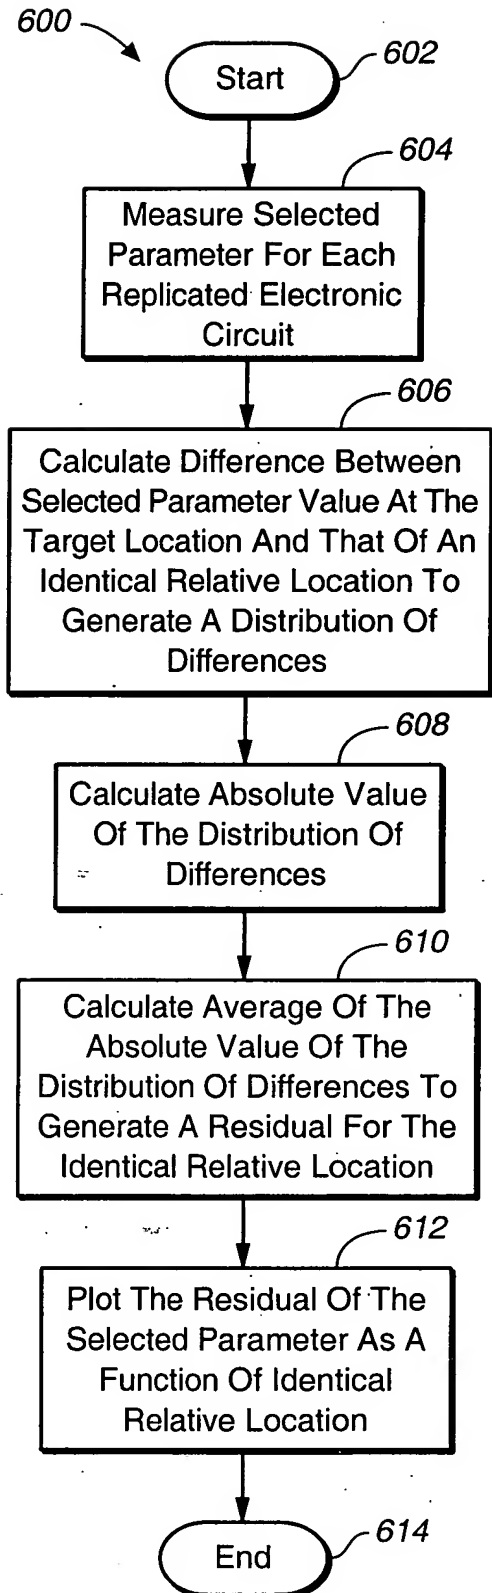 600
Start
602
604
Measure Selected
Parameter For Each
Replicated Electronic
Circuit
606
Calculate Difference Between
Selected Parameter Value At The
Target Location And That Of An
Identical Relative Location To
Generate A Distribution Of
Differences
608
Calculate Absolute Value
Of The Distribution Of
Differences
610
Calculate Average Of The
Absolute Value Of The
Distribution Of Differences To
Generate A Residual For The
Identical Relative Location
612
Plot The Residual Of The
Selected Parameter As A
Function Of Identical
Relative Location
End
614